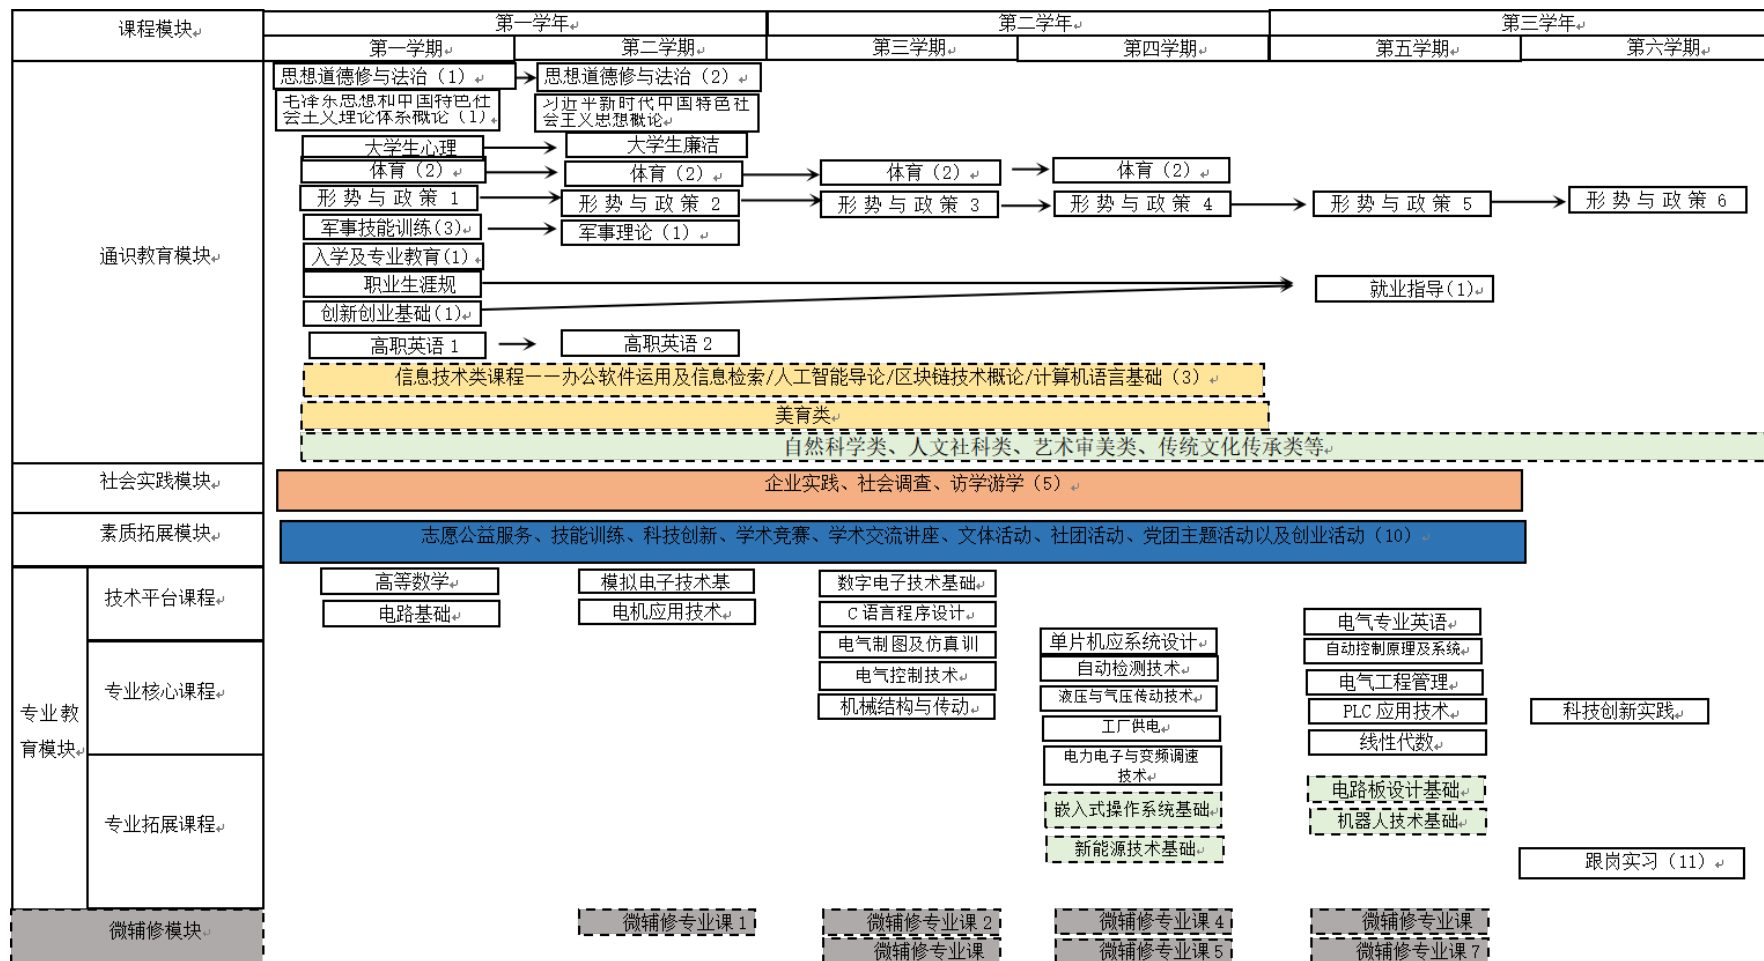 课程模块
第一学年
第二学年
第三学年
第一学期
第二学期
第三学期
第四学期
第五学期
第六学期
通识教育模块
思想道德修与法治（1）
思想道德修与法治（2）
毛泽东思想和中国特色社
会主义理论体系概论（1）
习近平新时代中国特色社
会主义思想概论
大学生心理
大学生廉洁
体育（2）
体育（2）
体育（2）
体育（2）
形势与政策 1
形势与政策 2
形势与政策 3
形势与政策 4
形势与政策 5
形势与政策 6
军事技能训练(3)
军事理论（1）
入学及专业教育(1)
职业生涯规
就业指导(1)
创新创业基础(1)
高职英语 1
高职英语 2
信息技术类课程——办公软件运用及信息检索/人工智能导论/区块链技术概论/计算机语言基础（3）
美育类
自然科学类、人文社科类、艺术审美类、传统文化传承类等
社会实践模块
企业实践、社会调查、访学游学（5）
素质拓展模块
志愿公益服务、技能训练、科技创新、学术竞赛、学术交流讲座、文体活动、社团活动、党团主题活动以及创业活动（10）
专业教
育模块
技术平台课程
高等数学
电路基础
模拟电子技术基
电机应用技术
数字电子技术基础
C 语言程序设计
电气制图及仿真训
电气控制技术
机械结构与传动
专业核心课程
单片机应系统设计
自动检测技术
液压与气压传动技术
工厂供电
电力电子与变频调速
技术
电气专业英语
自动控制原理及系统
电气工程管理
PLC 应用技术
线性代数
科技创新实践
专业拓展课程
嵌入式操作系统基础
新能源技术基础
电路板设计基础
机器人技术基础
跟岗实习（11）
微辅修模块
微辅修专业课 1
微辅修专业课 2
微辅修专业课 4
微辅修专业课
微辅修专业课
微辅修专业课 5
微辅修专业课 7